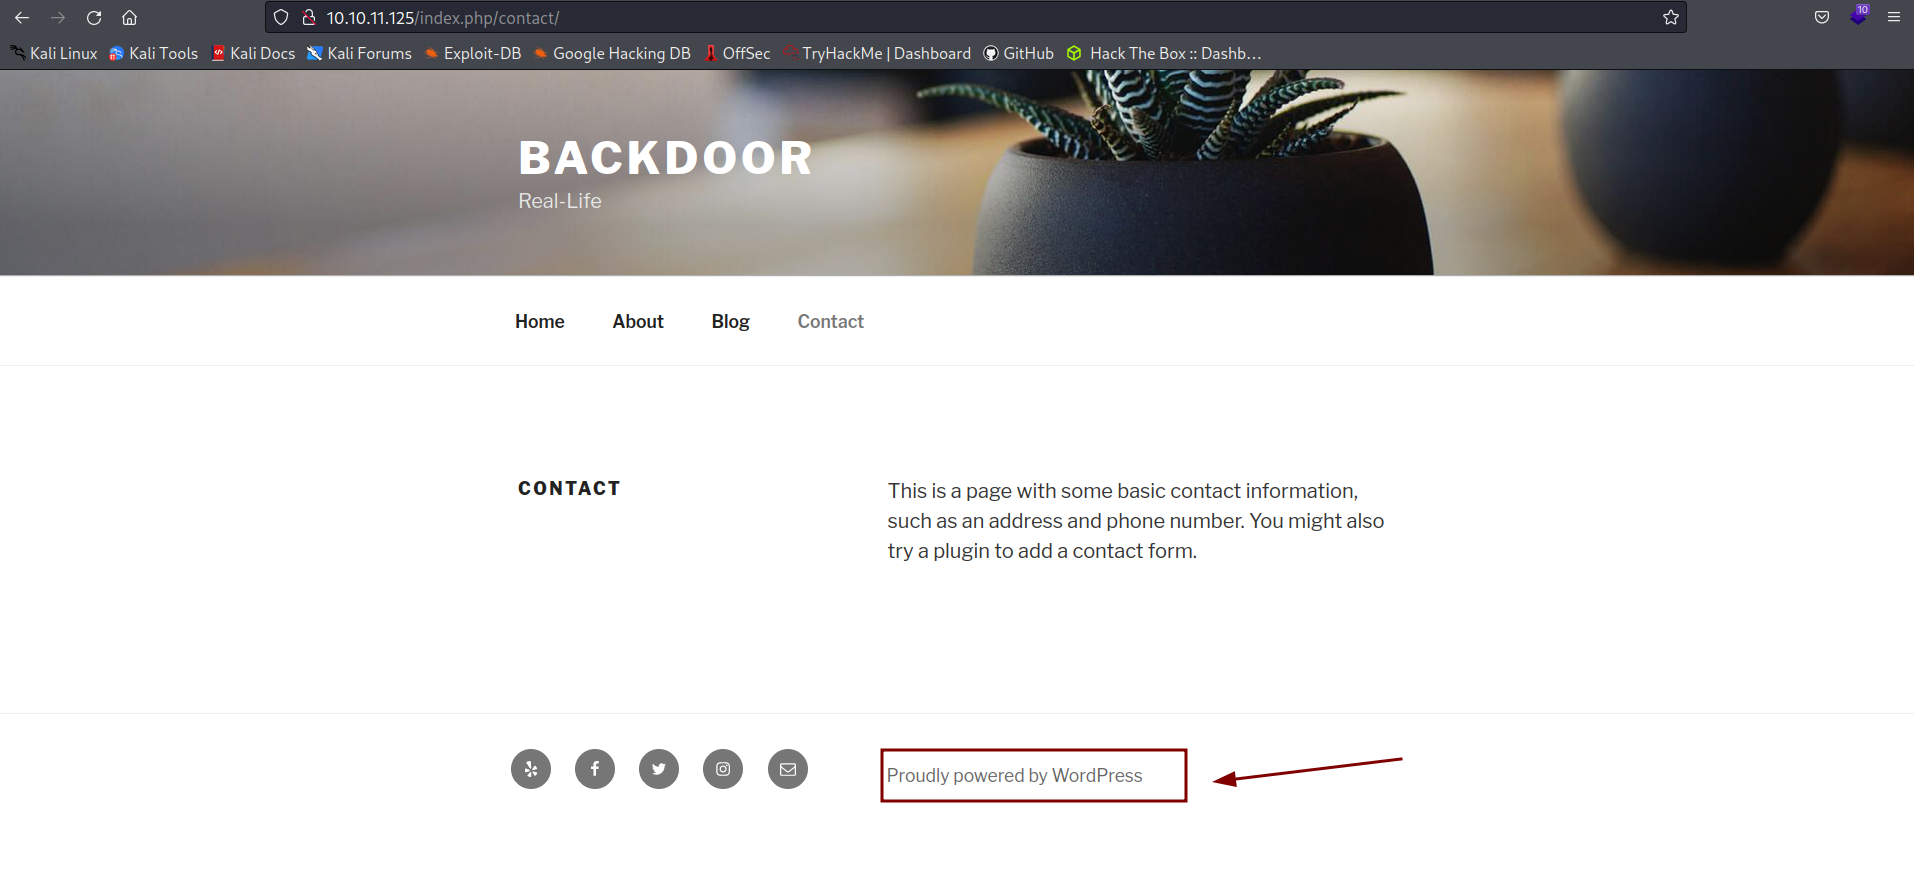 10.10.11.125/index.php/contact/
10
Kali Linux Kali Tools Kali Docs Kali Forums Exploit-DB Google Hacking DB OffSec TryHackMe | Dashboard GitHub Hack The Box :: Dashb…
BACKDOOR
Real-Life
Home About Blog Contact
CONTACT
This is a page with some basic contact information,
such as an address and phone number. You might also
try a plugin to add a contact form.
Proudly powered by WordPress